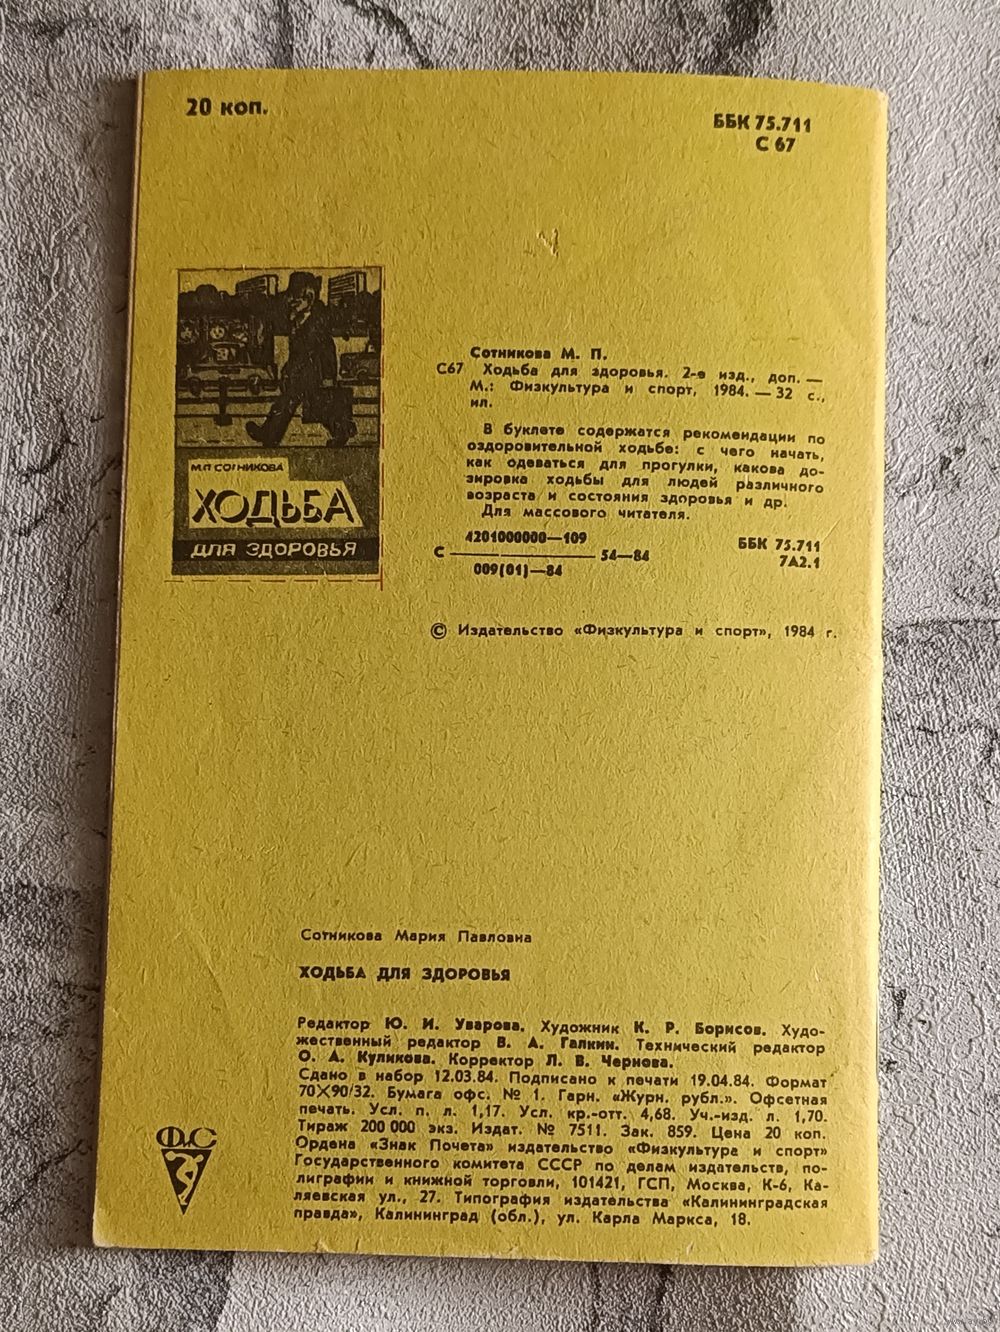 20 коп.
ББК 75.711
С 67
М.П.СОТНИКОВА
ХОДЬБА
ДЛЯ ЗДОРОВЬЯ
Сотникова М. П.
С67 Ходьба для здоровья. 2-е изд., доп. —
М.: Физкультура и спорт, 1984. — 32 с.,
ил.
В буклете содержатся рекомендации по
оздоровительной ходьбе: с чего начать,
как одеваться для прогулки, какова до-
зировка ходьбы для людей различного
возраста и состояния здоровья и др.
Для массового читателя.
4201000000—109
С 54—84
009(01)—84
ББК 75.711
7А2.1
© Издательство «Физкультура и спорт», 1984 г.
Сотникова Мария Павловна
ХОДЬБА ДЛЯ ЗДОРОВЬЯ
Редактор Ю. И. Уварова. Художник К. Р. Борисов. Худо-
жественный редактор В. А. Галкин. Технический редактор
О. А. Куликова. Корректор Л. В. Чернова.
Сдано в набор 12.03.84. Подписано к печати 19.04.84. Формат
70×90/32. Бумага офс. № 1. Гарн. «Журн. рубл.». Офсетная
печать. Усл. п. л. 1,17. Усл. кр.-отт. 4,68. Уч.-изд. л. 1,70.
Тираж 200 000 экз. Издат. № 7511. Зак. 859. Цена 20 коп.
Ордена «Знак Почета» издательство «Физкультура и спорт»
Государственного комитета СССР по делам издательств, по-
лиграфии и книжной торговли, 101421, ГСП, Москва, К-6, Ка-
ляевская ул., 27. Типография издательства «Калининградская
правда», Калининград (обл.), ул. Карла Маркса, 18.
ФиС